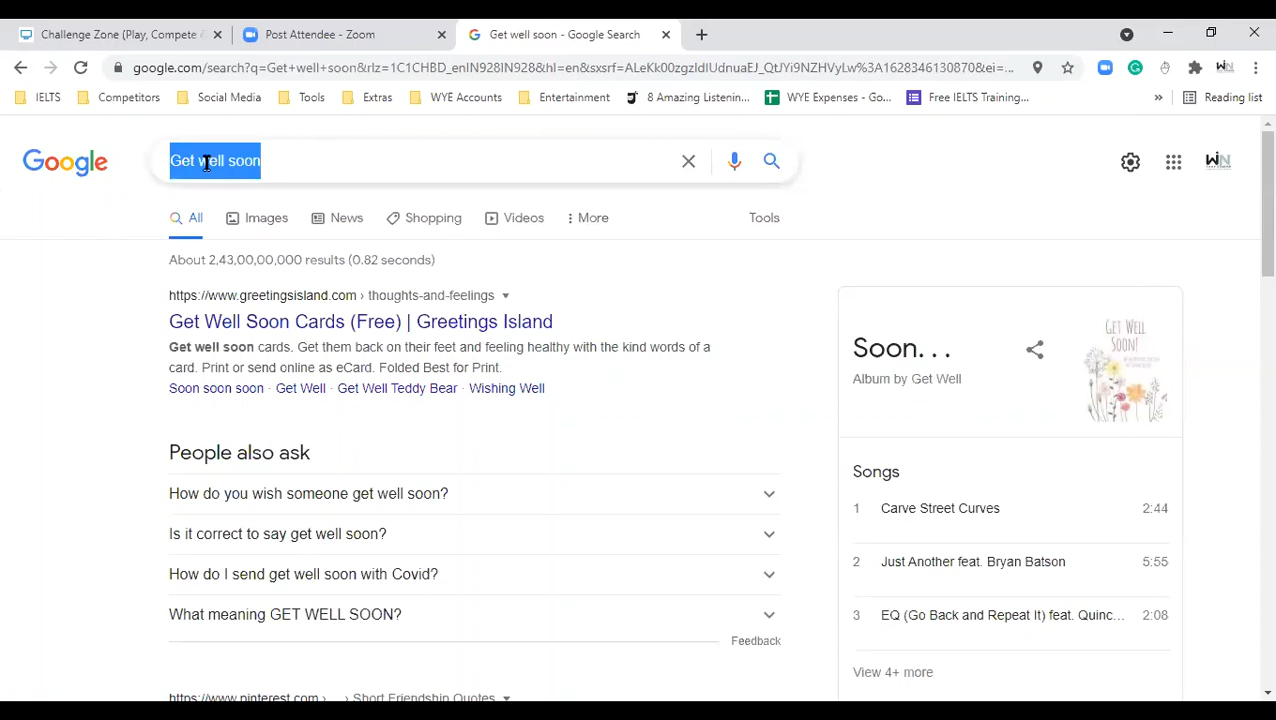 Challenge Zone (Play, Compete &
Post Attendee - Zoom
Get well soon - Google Search
google.com/search?q=Get+well+soon&rlz=1C1CHBD_enIN928IN928&hl=en&sxsrf=ALeKk00zgzIdIUdnuaEJ_QtJYi9NZHVyLw%3A1628346130870&ei=...
IELTS
Competitors
Social Media
Tools
Extras
WYE Accounts
Entertainment
8 Amazing Listenin...
WYE Expenses - Go...
Free IELTS Training...
»
Reading list
Google
Get well soon
WIN
All
Images
News
Shopping
Videos
More
Tools
About 2,43,00,00,000 results (0.82 seconds)
https://www.greetingsisland.com › thoughts-and-feelings
Get Well Soon Cards (Free) | Greetings Island
Get well soon cards. Get them back on their feet and feeling healthy with the kind words of a
card. Print or send online as eCard. Folded Best for Print.
Soon soon soon · Get Well · Get Well Teddy Bear · Wishing Well
People also ask
How do you wish someone get well soon?
Is it correct to say get well soon?
How do I send get well soon with Covid?
What meaning GET WELL SOON?
Feedback
https://www.pinterest.com › ... › Short Friendship Quotes
Soon. . .
Album by Get Well
GET WELL
SOON!
Songs
1 Carve Street Curves 2:44
2 Just Another feat. Bryan Batson 5:55
3 EQ (Go Back and Repeat It) feat. Quinc... 2:08
View 4+ more